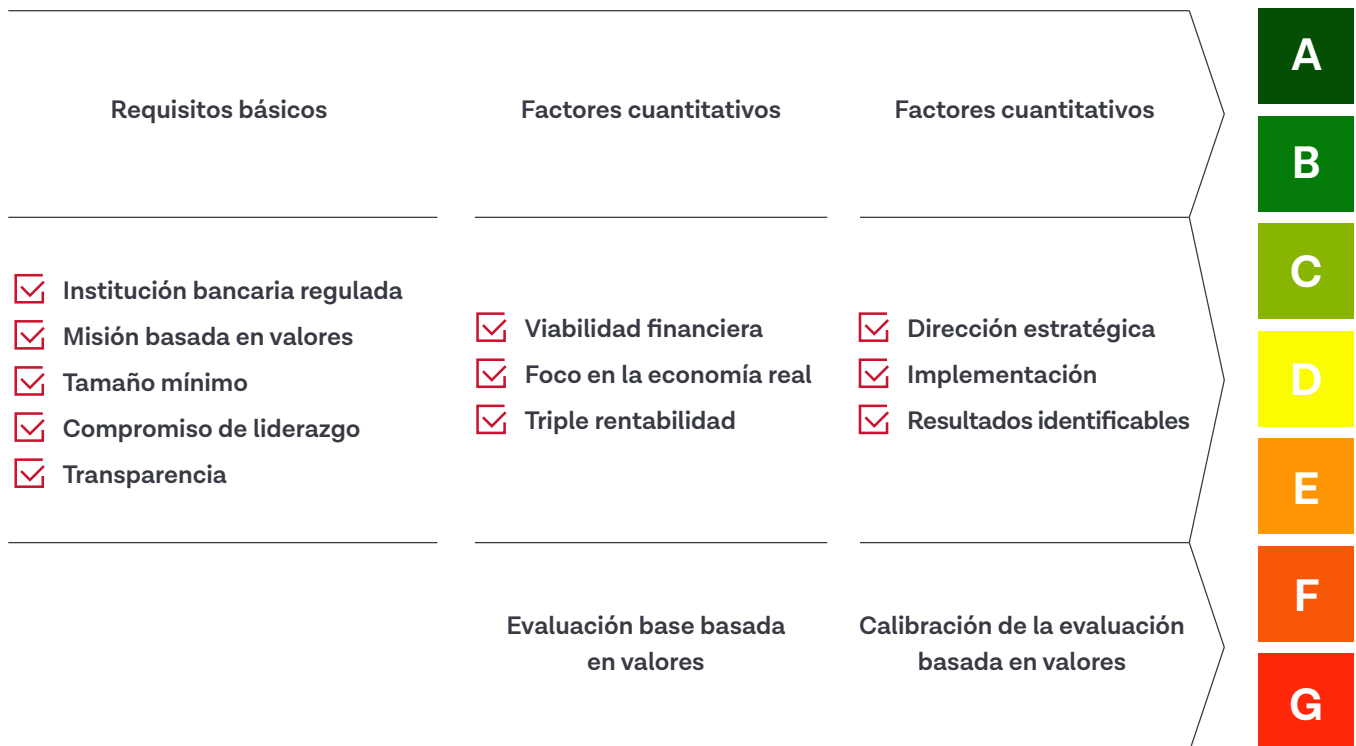 Requisitos básicos
Factores cuantitativos
Factores cuantitativos
Institución bancaria regulada
Misión basada en valores
Tamaño mínimo
Compromiso de liderazgo
Transparencia
Viabilidad financiera
Foco en la economía real
Triple rentabilidad
Dirección estratégica
Implementación
Resultados identificables
Evaluación base basada
en valores
Calibración de la evaluación
basada en valores
A
B
C
D
E
F
G